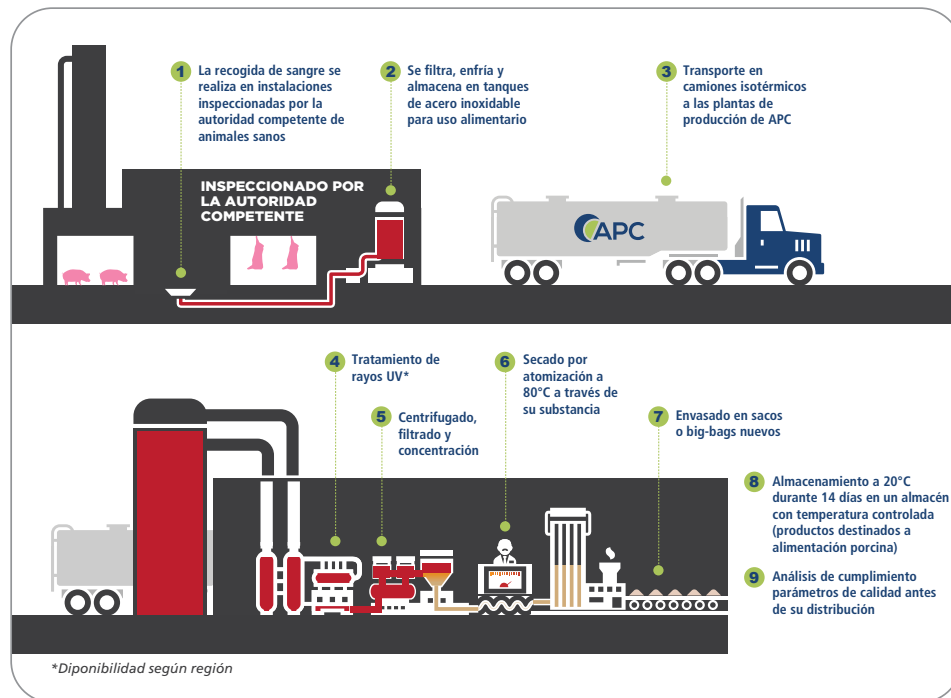 1 La recogida de sangre se
realiza en instalaciones
inspeccionadas por la
autoridad competente de
animales sanos
2 Se filtra, enfría y
almacena en tanques
de acero inoxidable
para uso alimentario
3 Transporte en
camiones isotérmicos
a las plantas de
producción de APC
INSPECCIONADO POR
LA AUTORIDAD
COMPETENTE
APC
4 Tratamiento de
rayos UV*
5 Centrifugado,
filtrado y
concentración
6 Secado por
atomización a
80°C a través de
su substancia
7 Envasado en sacos
o big-bags nuevos
8 Almacenamiento a 20°C
durante 14 días en un almacén
con temperatura controlada
(productos destinados a
alimentación porcina)
9 Análisis de cumplimiento
parámetros de calidad antes
de su distribución
*Diponibilidad según región